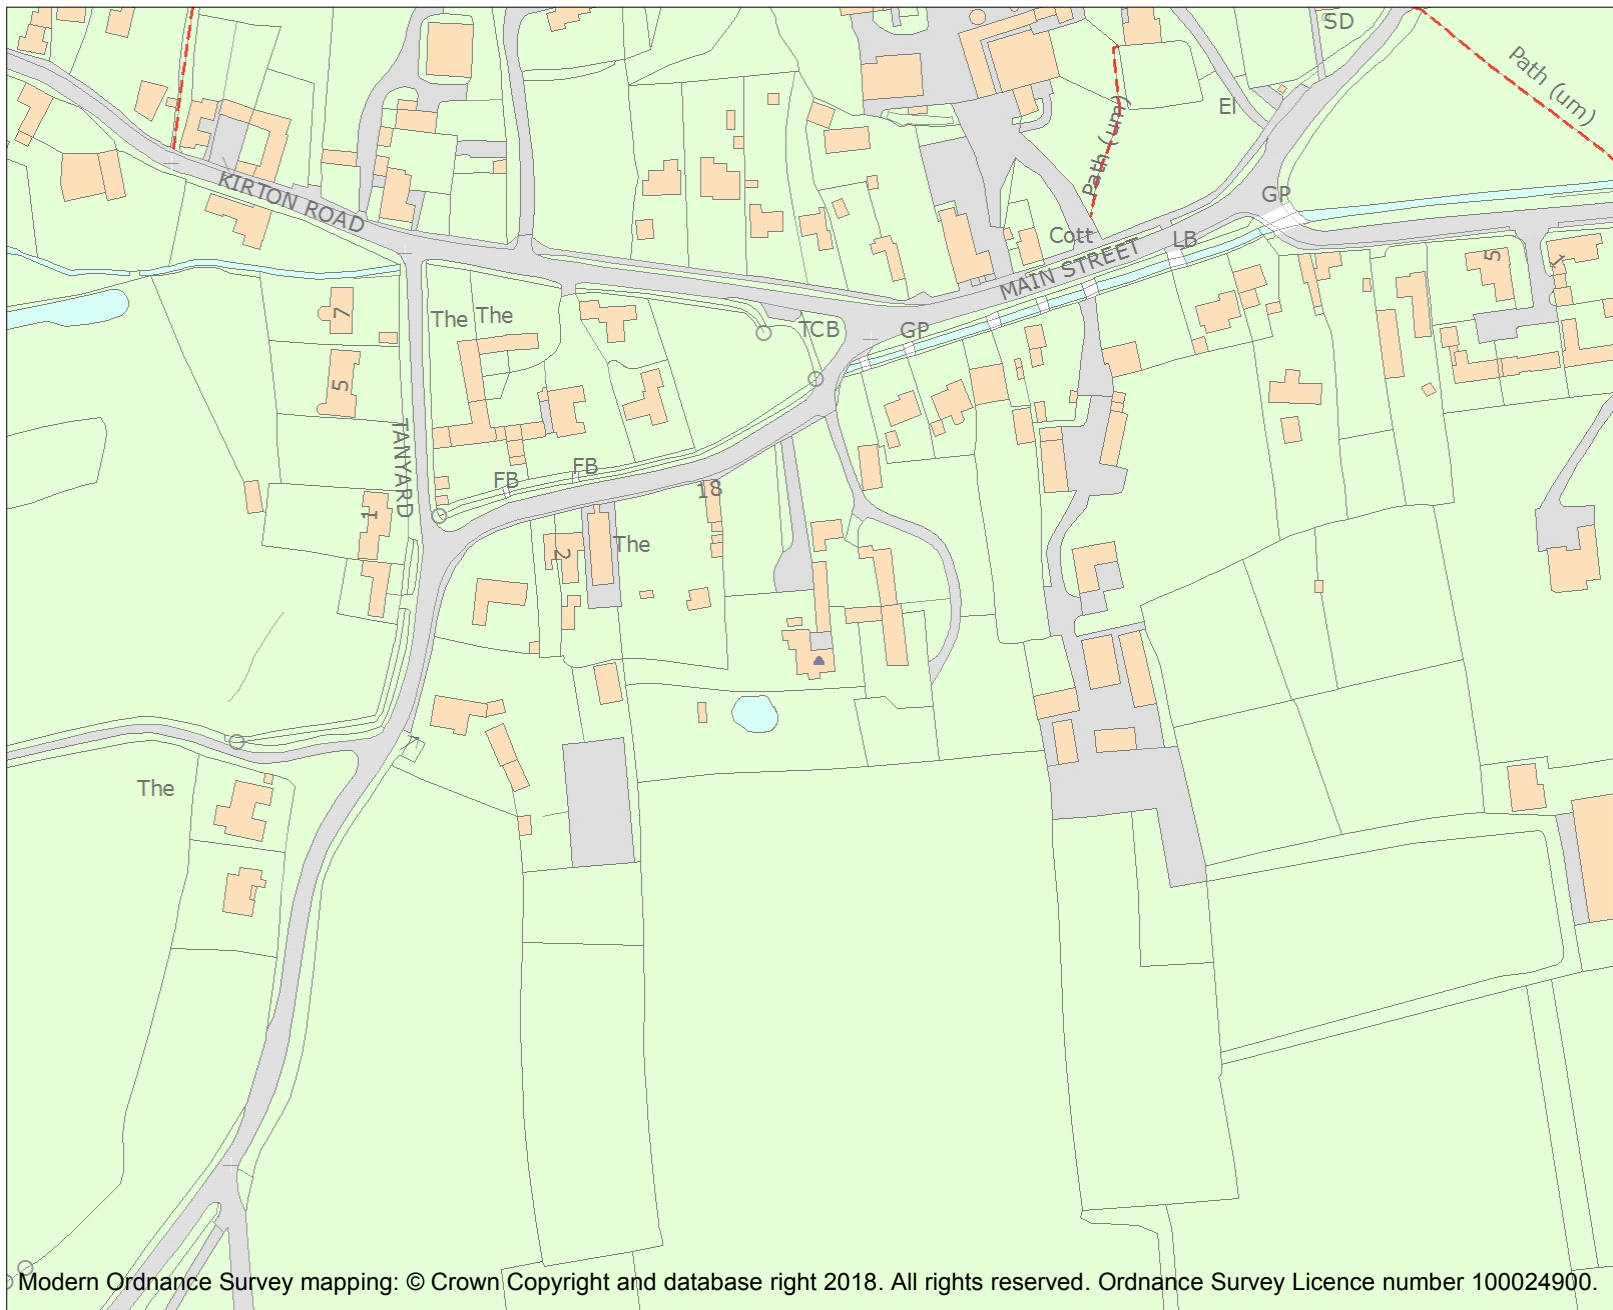 SD
Path (um)
El
Path (um)
KIRTON ROAD
GP
Cott
LB
MAIN STREET
5
1
7
The The
TCB
GP
5
TANYARD
FB
FB
18
1
2
The
The
Modern Ordnance Survey mapping: © Crown Copyright and database right 2018. All rights reserved. Ordnance Survey Licence number 100024900.